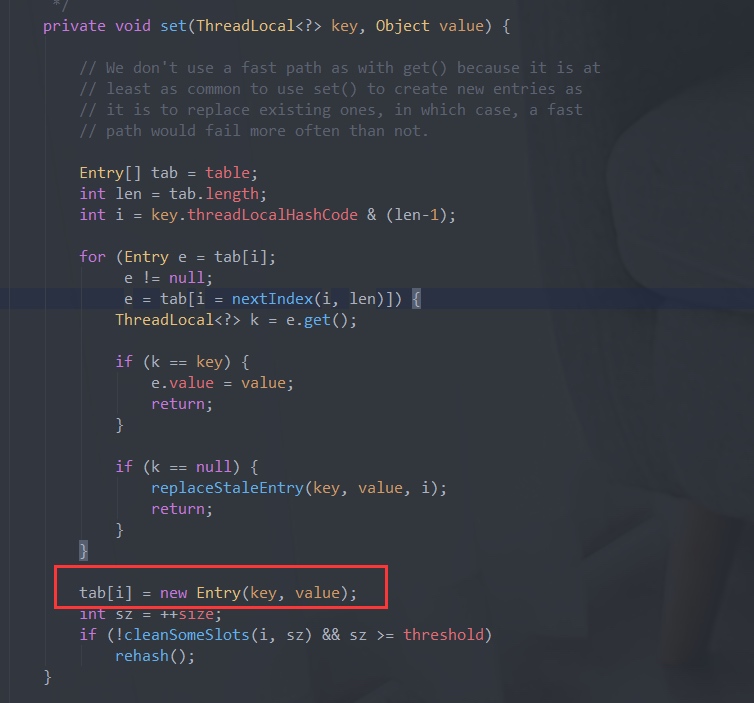 */
private void set(ThreadLocal<?> key, Object value) {
// We don't use a fast path as with get() because it is at
// least as common to use set() to create new entries as
// it is to replace existing ones, in which case, a fast
// path would fail more often than not.
Entry[] tab = table;
int len = tab.length;
int i = key.threadLocalHashCode & (len-1);
for (Entry e = tab[i];
e != null;
e = tab[i = nextIndex(i, len)]) {
ThreadLocal<?> k = e.get();
if (k == key) {
e.value = value;
return;
}
if (k == null) {
replaceStaleEntry(key, value, i);
return;
}
}
tab[i] = new Entry(key, value);
int sz = ++size;
if (!cleanSomeSlots(i, sz) && sz >= threshold)
rehash();
}